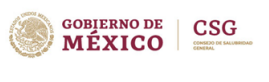 GOBIERNO DE
MÉXICO
CSG
CONSEJO DE SALUBRIDAD
GENERAL